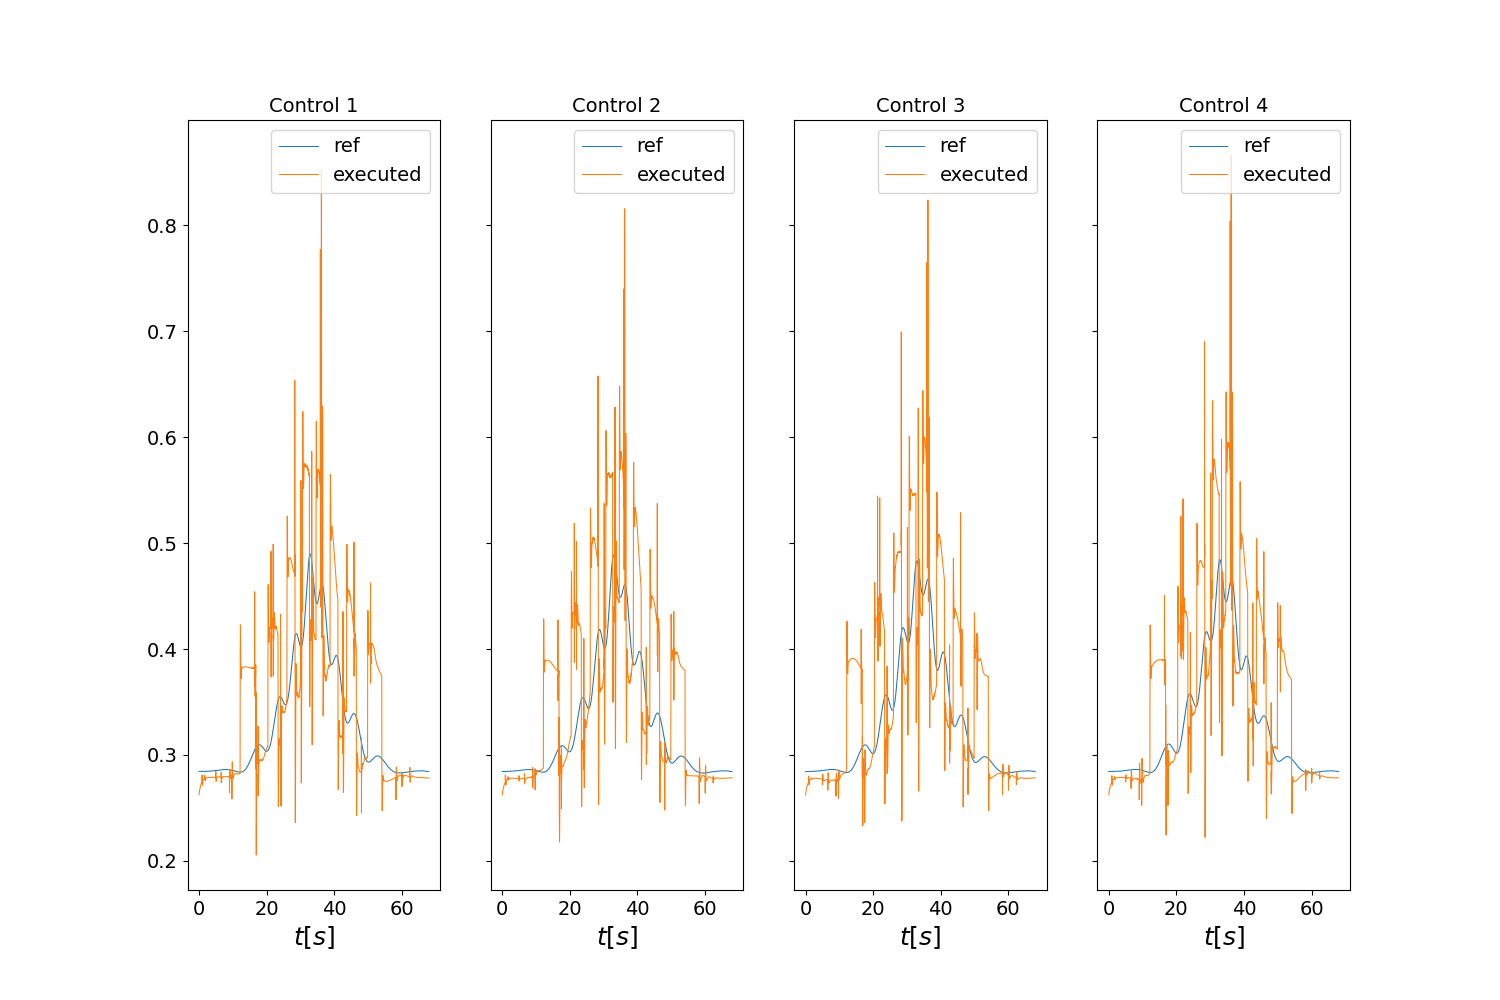 Control 1
Control 2
Control 3
Control 4
ref
executed
ref
executed
ref
executed
ref
executed
0.8
0.7
0.6
0.5
0.4
0.3
0.2
0 20 40 60
0 20 40 60
0 20 40 60
0 20 40 60
t[s]
t[s]
t[s]
t[s]